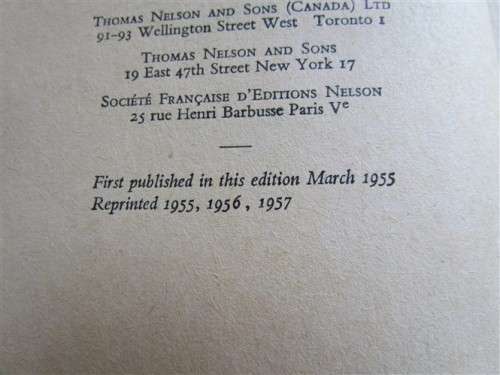 Thomas Nelson and Sons (Canada) Ltd
91-93 Wellington Street West Toronto 1
Thomas Nelson and Sons
19 East 47th Street New York 17
Société Française d'Editions Nelson
25 rue Henri Barbusse Paris Ve
First published in this edition March 1955
Reprinted 1955, 1956, 1957